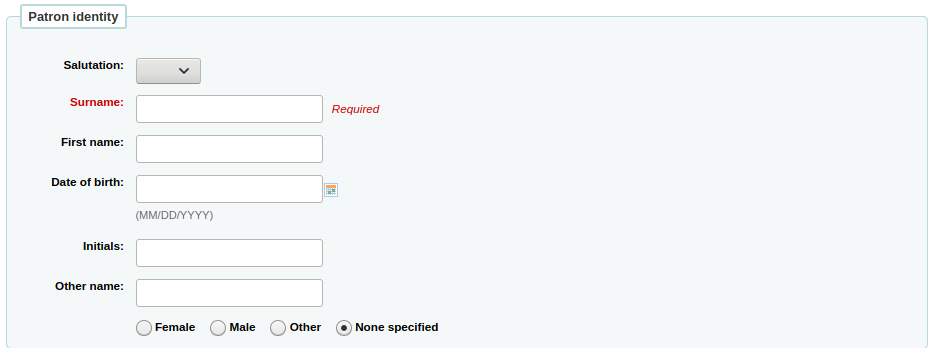 Patron identity
Salutation:
Surname: Required
First name:
Date of birth:
(MM/DD/YYYY)
Initials:
Other name:
Female Male Other None specified